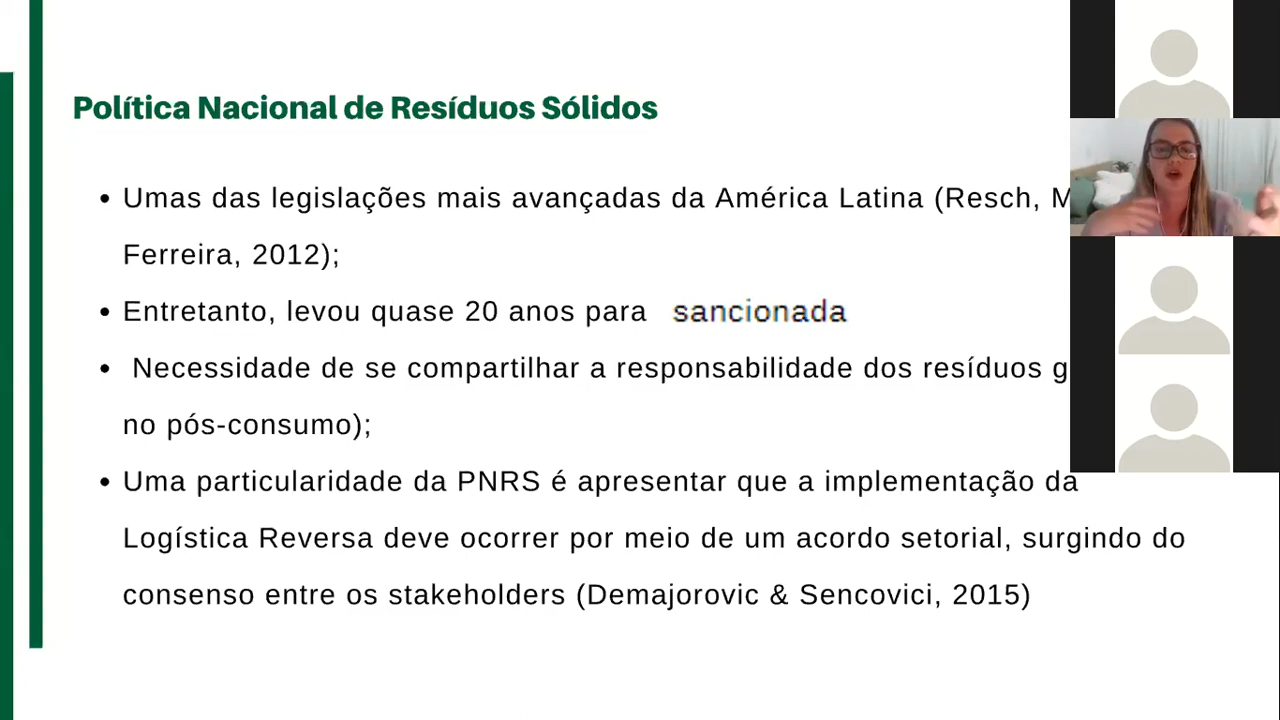 Política Nacional de Resíduos Sólidos
Umas das legislações mais avançadas da América Latina (Resch,
Ferreira, 2012);
Entretanto, levou quase 20 anos para sancionada
Necessidade de se compartilhar a responsabilidade dos resíduos
no pós-consumo);
Uma particularidade da PNRS é apresentar que a implementação da
Logística Reversa deve ocorrer por meio de um acordo setorial, surgindo do
consenso entre os stakeholders (Demajorovic & Sencovici, 2015)